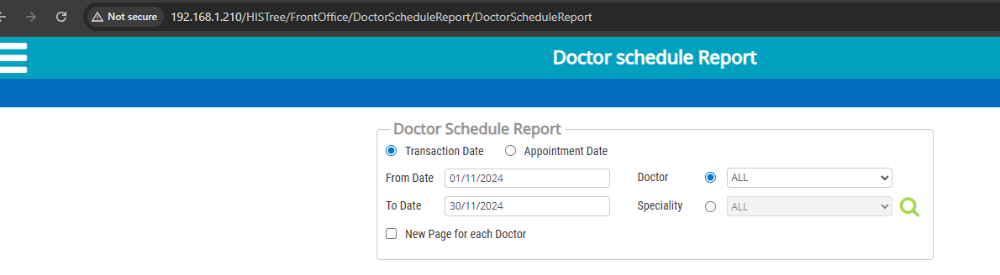 Not secure 192.168.1.210/HISTree/FrontOffice/DoctorScheduleReport/DoctorScheduleReport
Doctor schedule Report
Doctor Schedule Report
Transaction Date Appointment Date
From Date 01/11/2024 Doctor ALL
To Date 30/11/2024 Speciality ALL
New Page for each Doctor